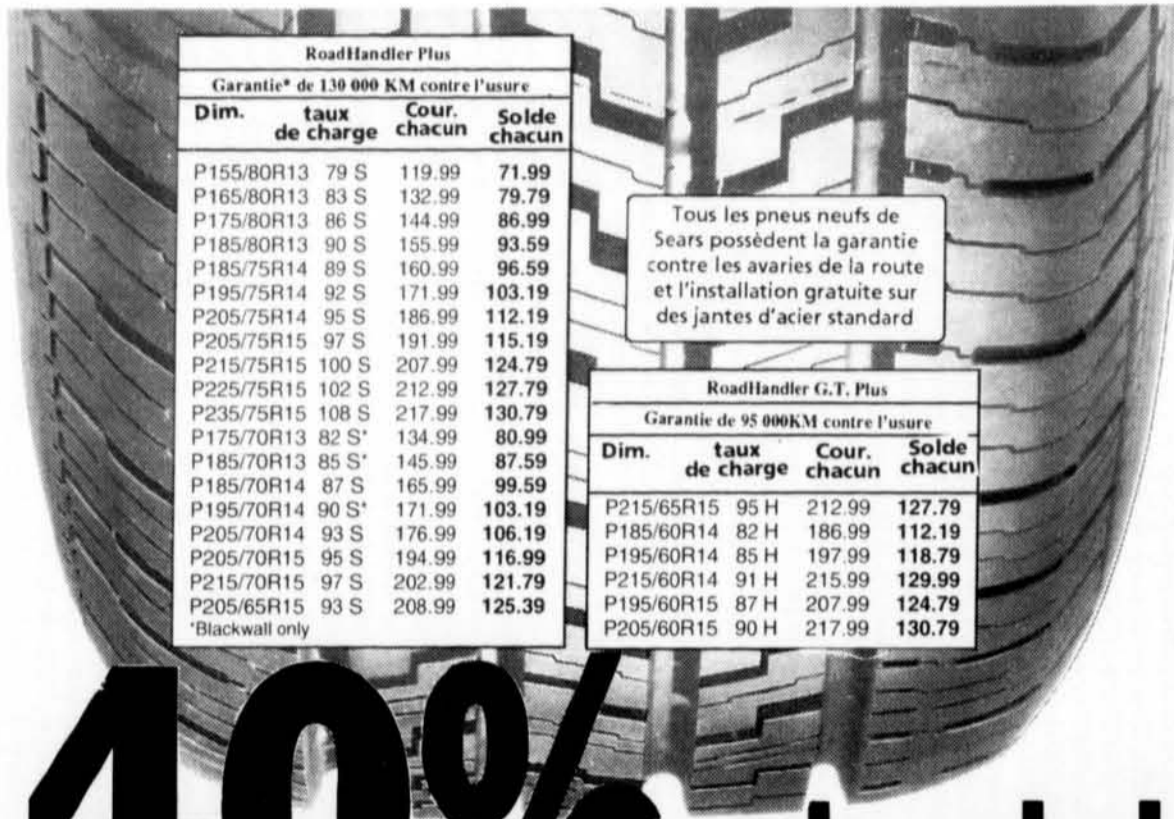 RoadHandler Plus
Garantie* de 130 000 KM contre l'usure
Dim. taux de charge Cour. chacun Solde chacun
P155/80R13 79 S 119.99 71.99
P165/80R13 83 S 132.99 79.79
P175/80R13 86 S 144.99 86.99
P185/80R13 90 S 155.99 93.59
P185/75R14 89 S 160.99 96.59
P195/75R14 92 S 171.99 103.19
P205/75R14 95 S 186.99 112.19
P205/75R15 97 S 191.99 115.19
P215/75R15 100 S 207.99 124.79
P225/75R15 102 S 212.99 127.79
P235/75R15 108 S 217.99 130.79
P175/70R13 82 S* 134.99 80.99
P185/70R13 85 S* 145.99 87.59
P185/70R14 87 S 165.99 99.59
P195/70R14 90 S* 171.99 103.19
P205/70R14 93 S 176.99 106.19
P205/70R15 95 S 194.99 116.99
P215/70R15 97 S 202.99 121.79
P205/65R15 93 S 208.99 125.39
*Blackwall only
Tous les pneus neufs de
Sears possèdent la garantie
contre les avaries de la route
et l'installation gratuite sur
des jantes d'acier standard
RoadHandler G.T. Plus
Garantie de 95 000KM contre l'usure
Dim. taux de charge Cour. chacun Solde chacun
P215/65R15 95 H 212.99 127.79
P185/60R14 82 H 186.99 112.19
P195/60R14 85 H 197.99 118.79
P215/60R14 91 H 215.99 129.99
P195/60R15 87 H 207.99 124.79
P205/60R15 90 H 217.99 130.79